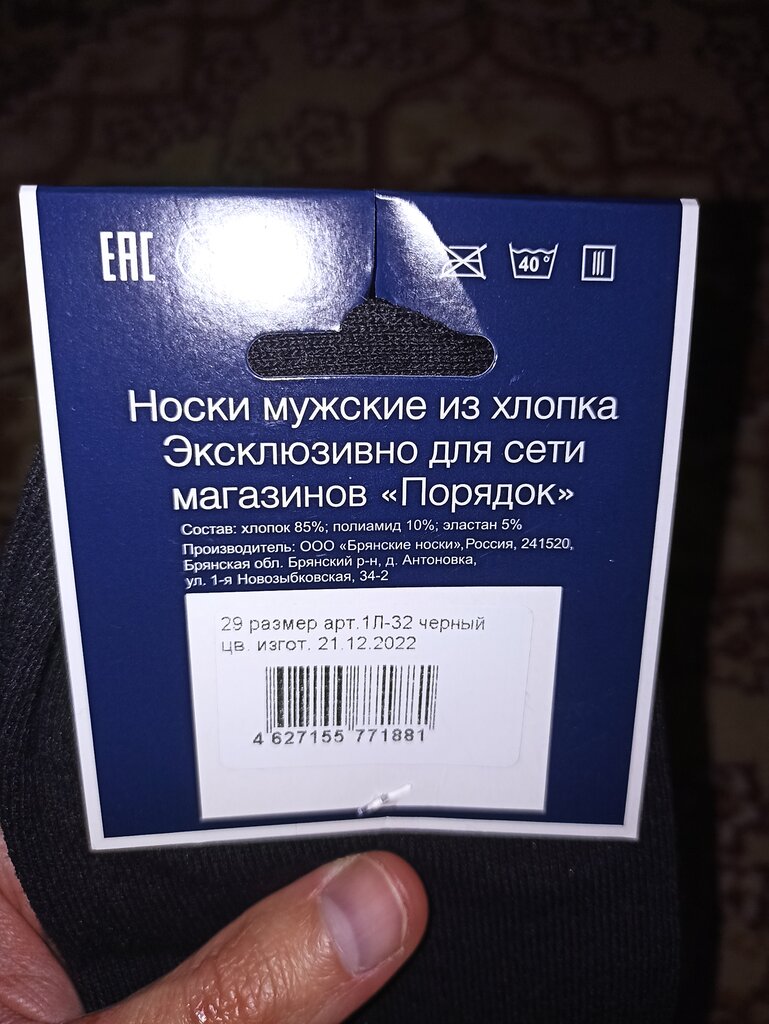 EAC
40°
Носки мужские из хлопка
Эксклюзивно для сети
магазинов «Порядок»
Состав: хлопок 85%; полиамид 10%; эластан 5%
Производитель: ООО «Брянские носки», Россия, 241520,
Брянская обл. Брянский р-н, д. Антоновка,
ул. 1-я Новозыбковская, 34-2
29 размер арт.1Л-32 черный
цв. изгот. 21.12.2022
4 627155 771881